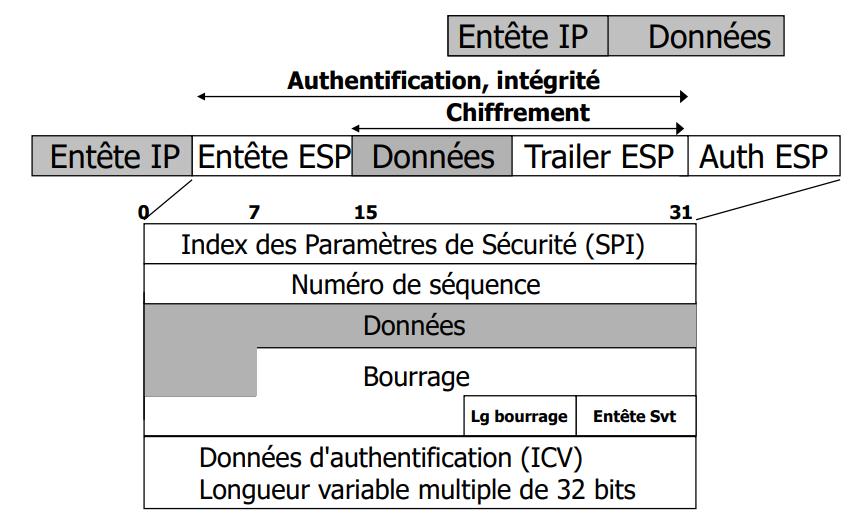 Entête IP Données
Authentification, intégrité
Chiffrement
Entête IP Entête ESP Données Trailer ESP Auth ESP
0 7 15 31
Index des Paramètres de Sécurité (SPI)
Numéro de séquence
Données
Bourrage
Lg bourrage Entête Svt
Données d'authentification (ICV)
Longueur variable multiple de 32 bits